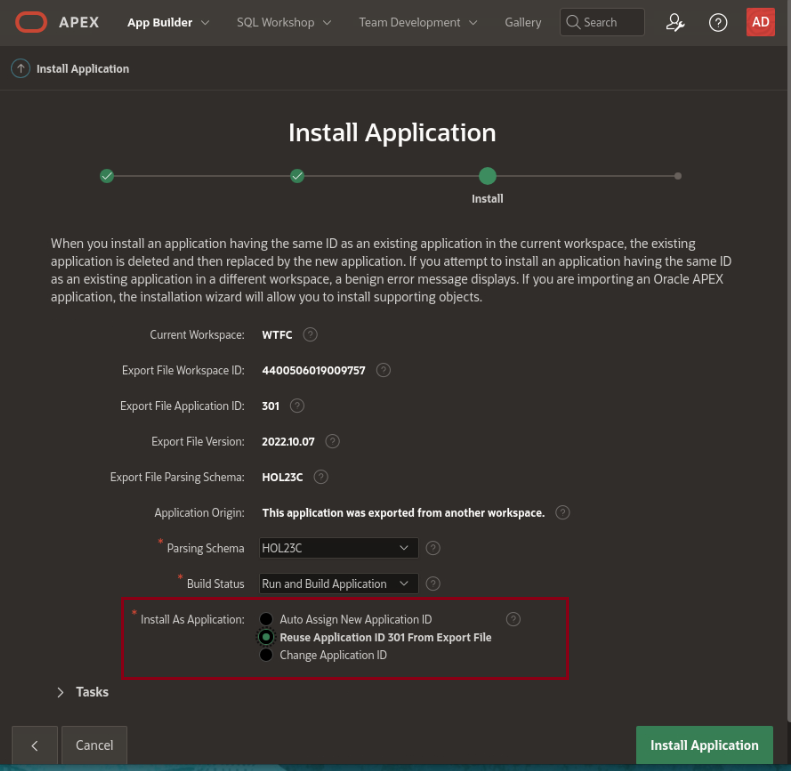 APEX
App Builder
SQL Workshop
Team Development
Gallery
Search
AD
Install Application
Install Application
Install
When you install an application having the same ID as an existing application in the current workspace, the existing
application is deleted and then replaced by the new application. If you attempt to install an application having the same ID
as an existing application in a different workspace, a benign error message displays. If you are importing an Oracle APEX
application, the installation wizard will allow you to install supporting objects.
Current Workspace: WTFC
Export File Workspace ID: 4400506019009757
Export File Application ID: 301
Export File Version: 2022.10.07
Export File Parsing Schema: HOL23C
Application Origin: This application was exported from another workspace.
* Parsing Schema HOL23C
* Build Status Run and Build Application
* Install As Application: Auto Assign New Application ID
Reuse Application ID 301 From Export File
Change Application ID
Tasks
Cancel
Install Application